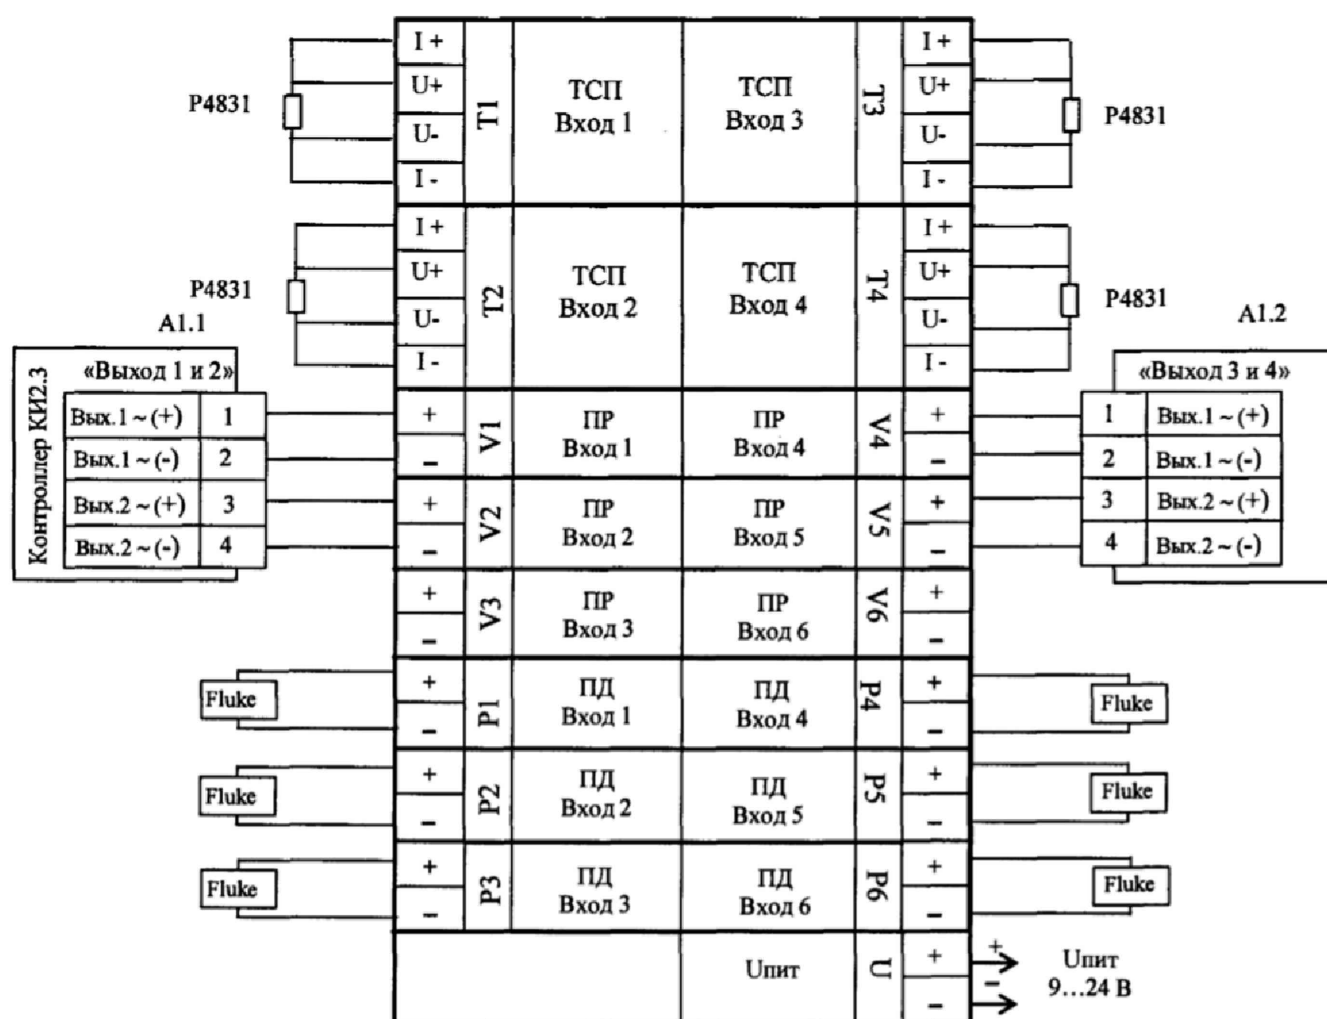 I +
U+
U-
I -
T1
ТСП
Вход 1
ТСП
Вход 3
T3
I +
U+
U-
I -
P4831
P4831
I +
U+
U-
I -
T2
ТСП
Вход 2
ТСП
Вход 4
T4
I +
U+
U-
I -
P4831
P4831
A1.1
A1.2
Контроллер КИ2.3
«Выход 1 и 2»
Вых.1 ~ (+) 1
Вых.1 ~ (-) 2
Вых.2 ~ (+) 3
Вых.2 ~ (-) 4
+
−
V1
ПР
Вход 1
ПР
Вход 4
V4
+
−
+
−
V2
ПР
Вход 2
ПР
Вход 5
V5
+
−
«Выход 3 и 4»
1 Вых.1 ~ (+)
2 Вых.1 ~ (-)
3 Вых.2 ~ (+)
4 Вых.2 ~ (-)
+
−
V3
ПР
Вход 3
ПР
Вход 6
V6
+
−
Fluke
+
−
P1
ПД
Вход 1
ПД
Вход 4
P4
+
−
Fluke
Fluke
+
−
P2
ПД
Вход 2
ПД
Вход 5
P5
+
−
Fluke
Fluke
+
−
P3
ПД
Вход 3
ПД
Вход 6
P6
+
−
Fluke
Uпит
U
+
−
+
−
Uпит
9...24 В